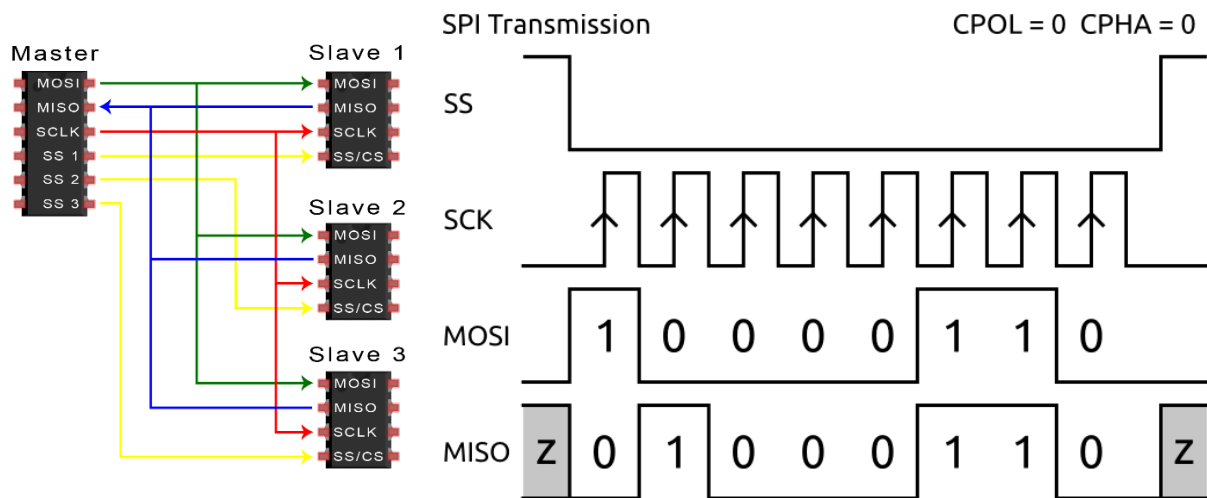 Master
MOSI
MISO
SCLK
SS 1
SS 2
SS 3
Slave 1
MOSI
MISO
SCLK
SS/CS
Slave 2
MOSI
MISO
SCLK
SS/CS
Slave 3
MOSI
MISO
SCLK
SS/CS
SPI Transmission CPOL = 0 CPHA = 0
SS
SCK
MOSI 1 0 0 0 0 1 1 0
MISO Z 0 1 0 0 0 1 1 0 Z